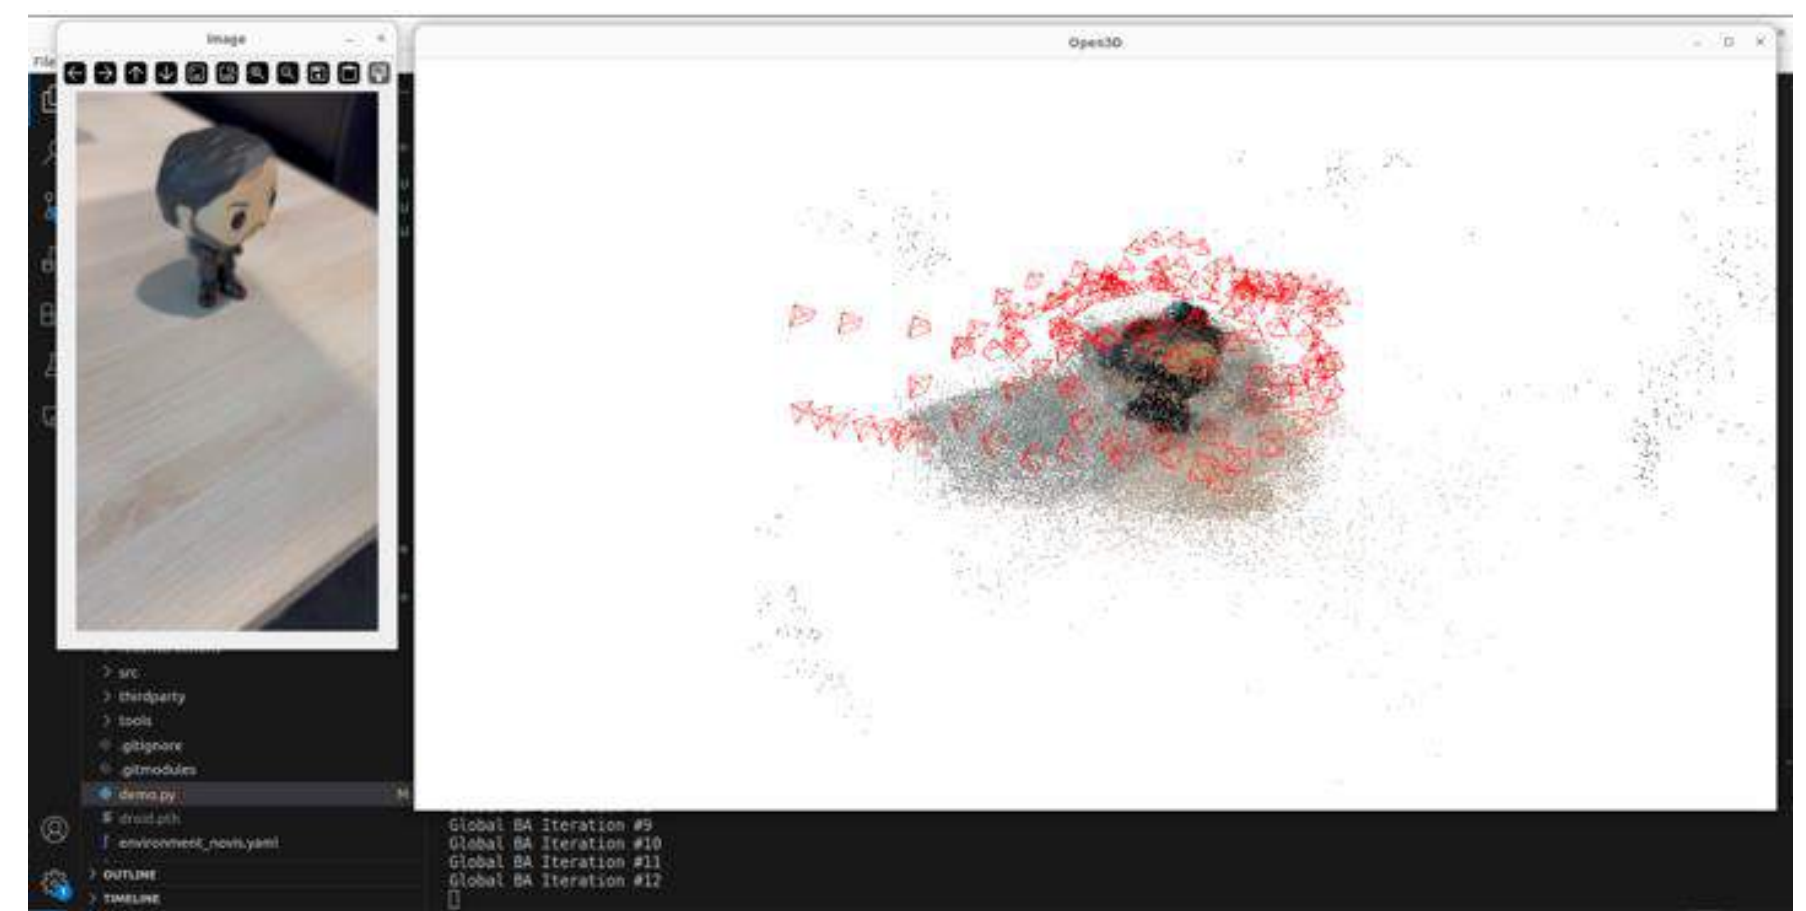 Image
Open3D
File
src
thirdparty
tools
.gitignore
.gitmodules
demo.py
M
droid.pth
environment_novis.yaml
OUTLINE
TIMELINE
Global BA Iteration #9
Global BA Iteration #10
Global BA Iteration #11
Global BA Iteration #12